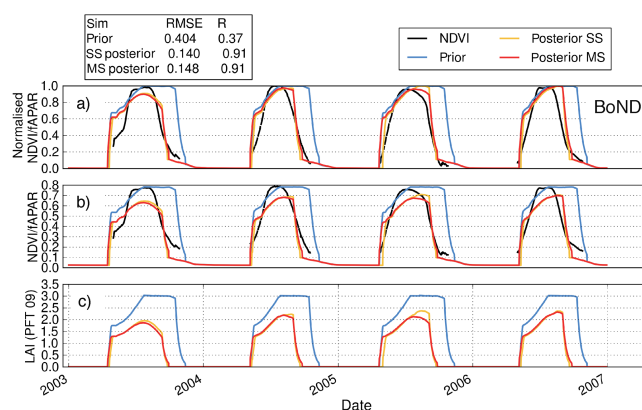 Sim RMSE R
Prior 0.404 0.37
SS posterior 0.140 0.91
MS posterior 0.148 0.91
NDVI
Prior
Posterior SS
Posterior MS
Normalised
NDVI/fAPAR
1.0
0.8
0.6
0.4
0.2
0.0
a)
BoND
NDVI/fAPAR
0.8
0.7
0.6
0.5
0.4
0.3
0.2
0.1
0.0
b)
LAI (PFT 09)
3.5
3.0
2.5
2.0
1.5
1.0
0.5
0.0
c)
2003
2004
2005
2006
2007
Date